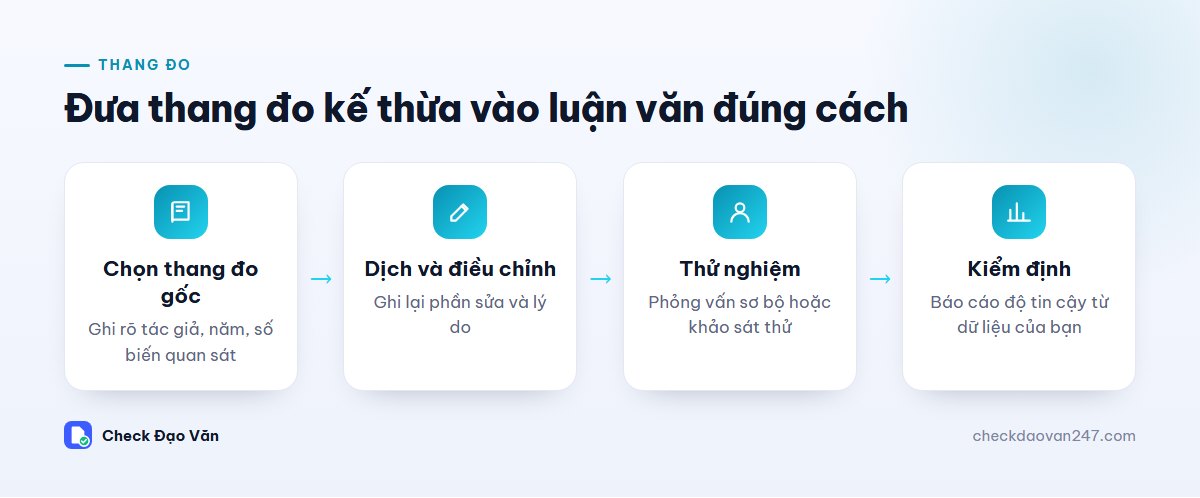 THANG ĐO
Đưa thang đo kế thừa vào luận văn đúng cách
Chọn thang đo
gốc
Ghi rõ tác giả, năm, số
biến quan sát
Dịch và điều chỉnh
Ghi lại phần sửa và lý
do
Thử nghiệm
Phỏng vấn sơ bộ hoặc
khảo sát thử
Kiểm định
Báo cáo độ tin cậy từ
dữ liệu của bạn
Check Đạo Văn
checkdaovan247.com